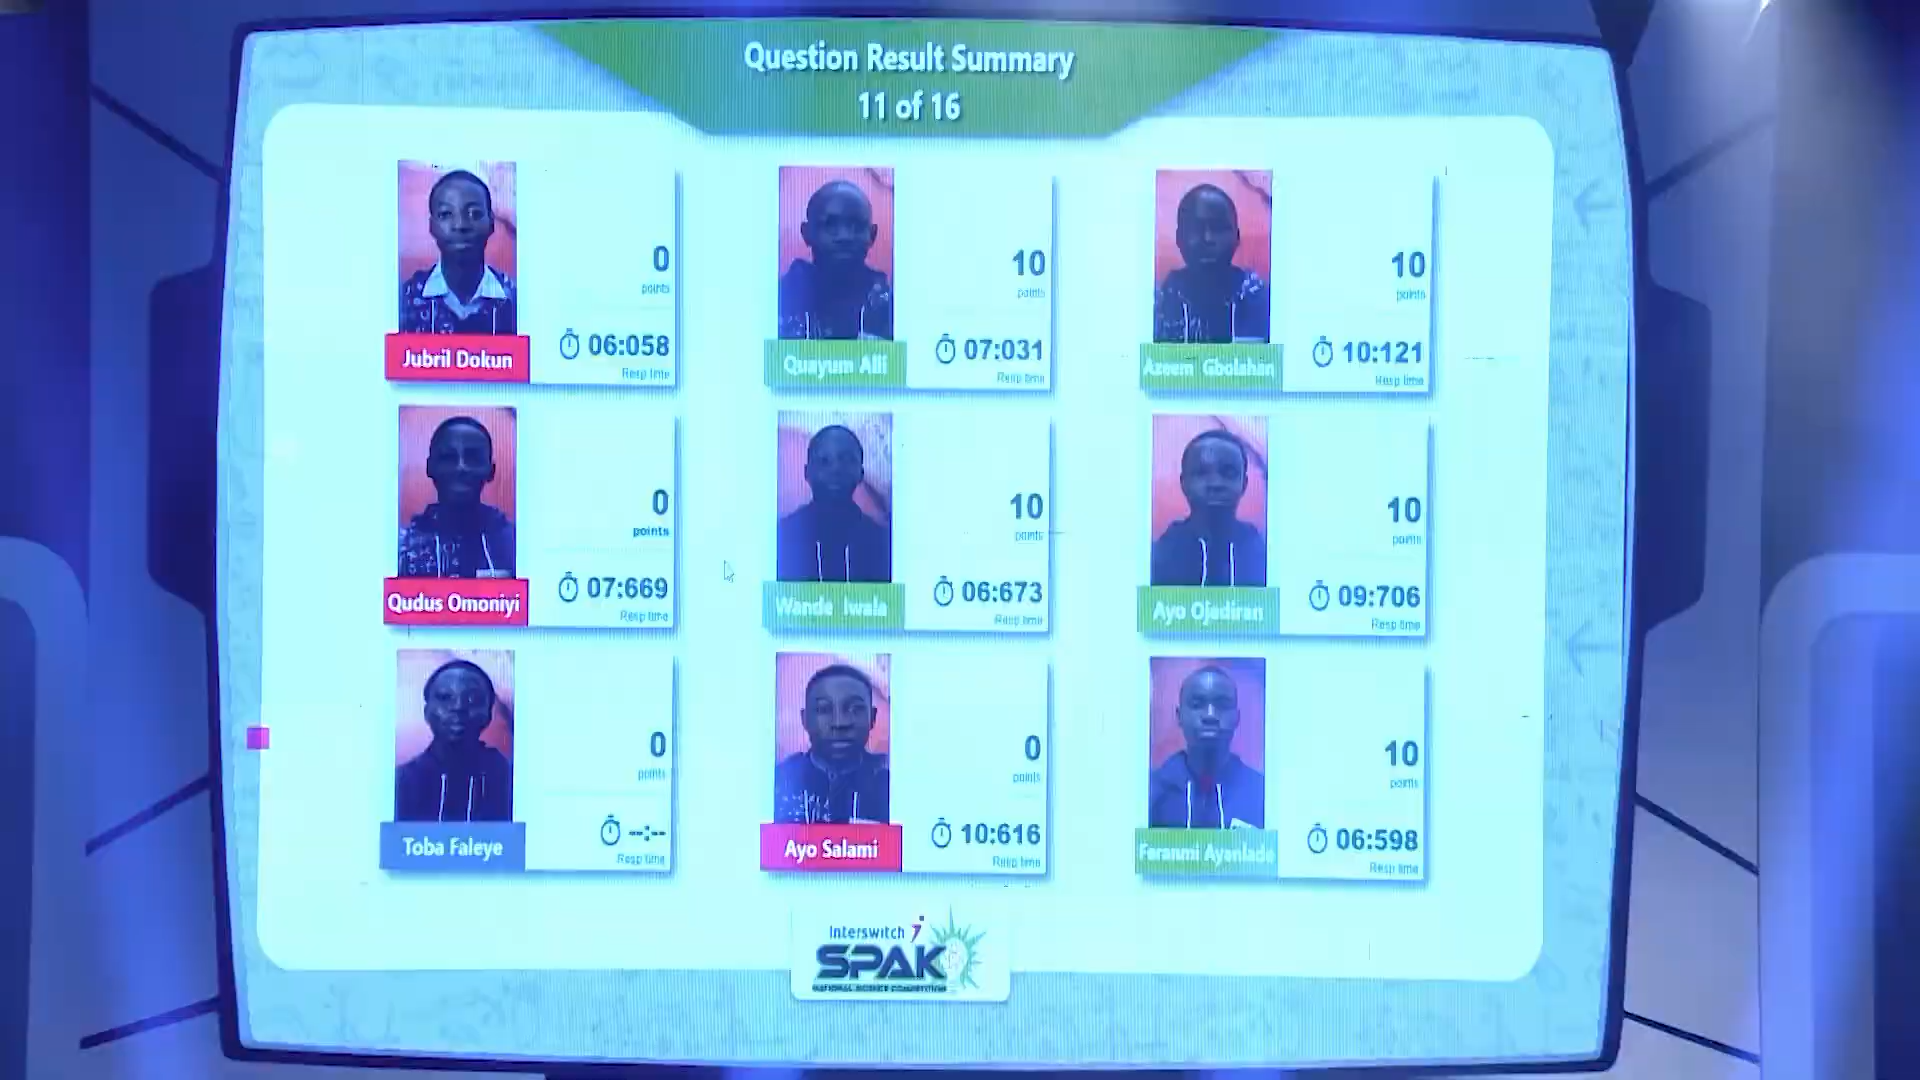 Question Result Summary
11 of 16
0
points
06:058
Resp time
Jubril Dokun
10
points
07:031
Resp time
Quayum Alli
10
points
10:121
Resp time
Azeem Gbolahan
0
points
07:669
Resp time
Qudus Omoniyi
10
points
06:673
Resp time
Wande Iwala
10
points
09:706
Resp time
Ayo Ojediran
0
points
--:--
Resp time
Toba Faleye
0
points
10:616
Resp time
Ayo Salami
10
points
06:598
Resp time
Feranmi Ayanlade
Interswitch
SPAK
NATIONAL SCIENCE COMPETITION